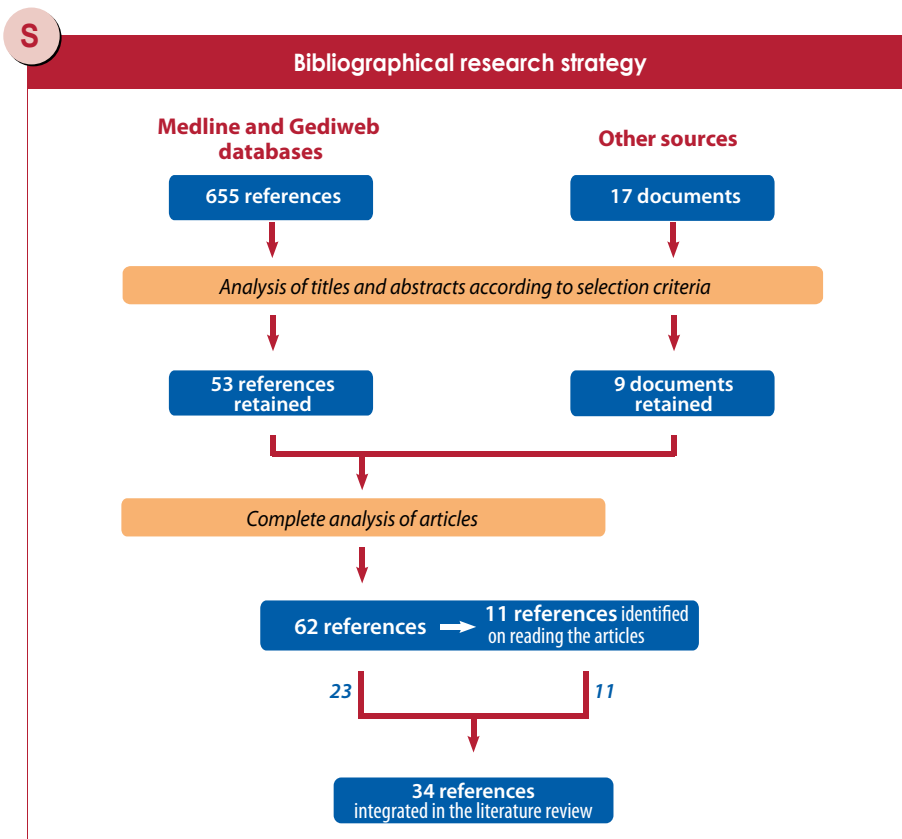 S
Bibliographical research strategy
Medline and Gediweb
databases
Other sources
655 references
17 documents
Analysis of titles and abstracts according to selection criteria
53 references
retained
9 documents
retained
Complete analysis of articles
62 references
11 references identified
on reading the articles
23
11
34 references
integrated in the literature review